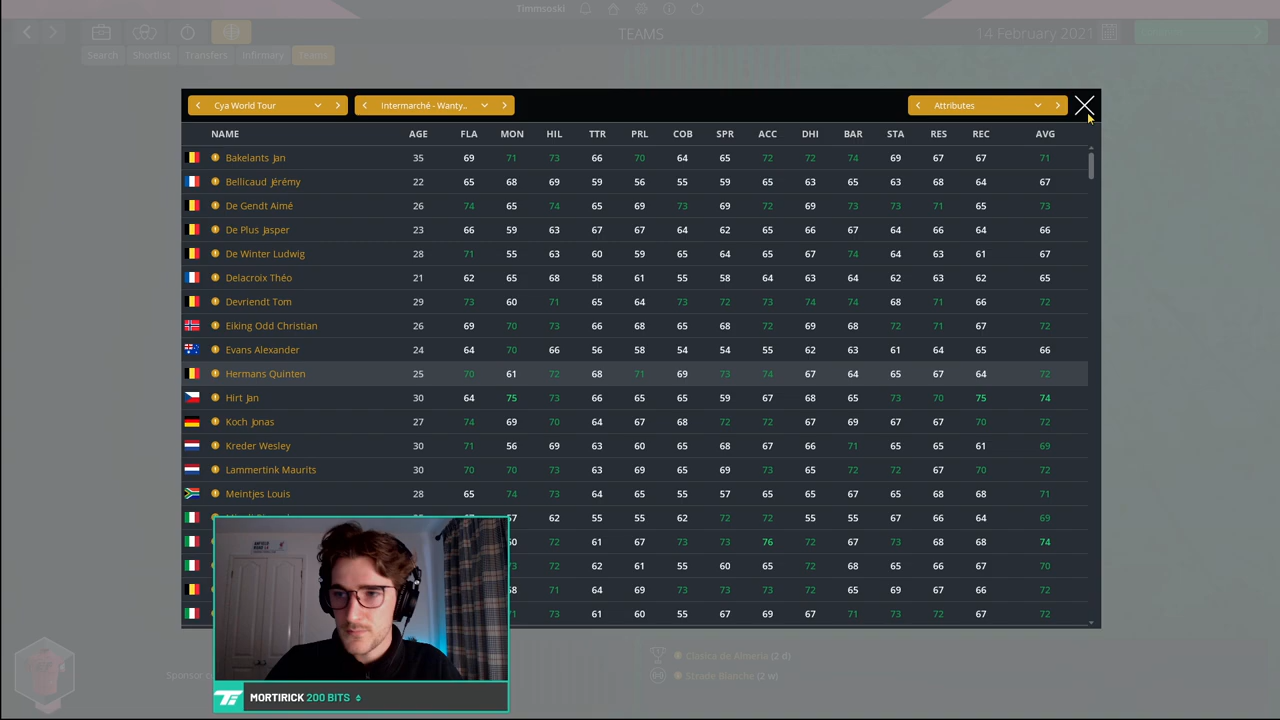 Timmsoski
TEAMS
14 February 2021
Search Shortlist Transfers Infirmary Teams
Cya World Tour Intermarché - Wanty.. Attributes
NAME AGE FLA MON HIL TTR PRL COB SPR ACC DHI BAR STA RES REC AVG
Bakelants Jan 35 69 71 73 66 70 64 65 72 72 74 69 67 67 71
Bellicaud Jérémy 22 65 68 69 59 56 55 59 65 63 65 63 68 64 67
De Gendt Aimé 26 74 65 74 65 69 73 69 72 69 73 73 71 65 73
De Plus Jasper 23 66 59 63 67 67 64 62 65 66 67 64 66 64 66
De Winter Ludwig 28 71 55 63 60 59 65 64 65 67 74 64 63 61 67
Delacroix Théo 21 62 65 68 58 61 55 58 64 63 64 62 63 62 65
Devriendt Tom 29 73 60 71 65 64 73 72 73 74 74 68 71 66 72
Eiking Odd Christian 26 69 70 73 66 68 65 68 72 69 68 72 71 67 72
Evans Alexander 24 64 70 66 56 58 54 54 55 62 63 61 64 65 66
Hermans Quinten 25 70 61 72 68 71 69 73 74 67 64 65 67 64 72
Hirt Jan 30 64 75 73 66 65 65 59 67 68 65 73 70 75 74
Koch Jonas 27 74 69 70 64 67 68 72 72 67 69 67 67 70 72
Kreder Wesley 30 71 56 69 63 60 65 68 67 66 71 65 65 61 69
Lammertink Maurits 30 70 70 73 63 69 65 69 73 65 72 72 67 70 72
Meintjes Louis 28 65 74 73 64 65 55 57 65 65 67 65 68 68 71
57 62 55 55 62 72 72 55 55 67 66 64 69
60 72 61 67 73 73 76 72 67 73 68 68 74
73 72 62 61 55 60 65 72 68 65 66 67 70
68 71 64 69 73 73 73 72 65 69 67 66 72
71 73 61 60 55 67 69 67 71 73 72 67 72
Clasica de Almeria (2 d)
Strade Blanche (2 w)
Sponsor
MORTIRICK 200 BITS